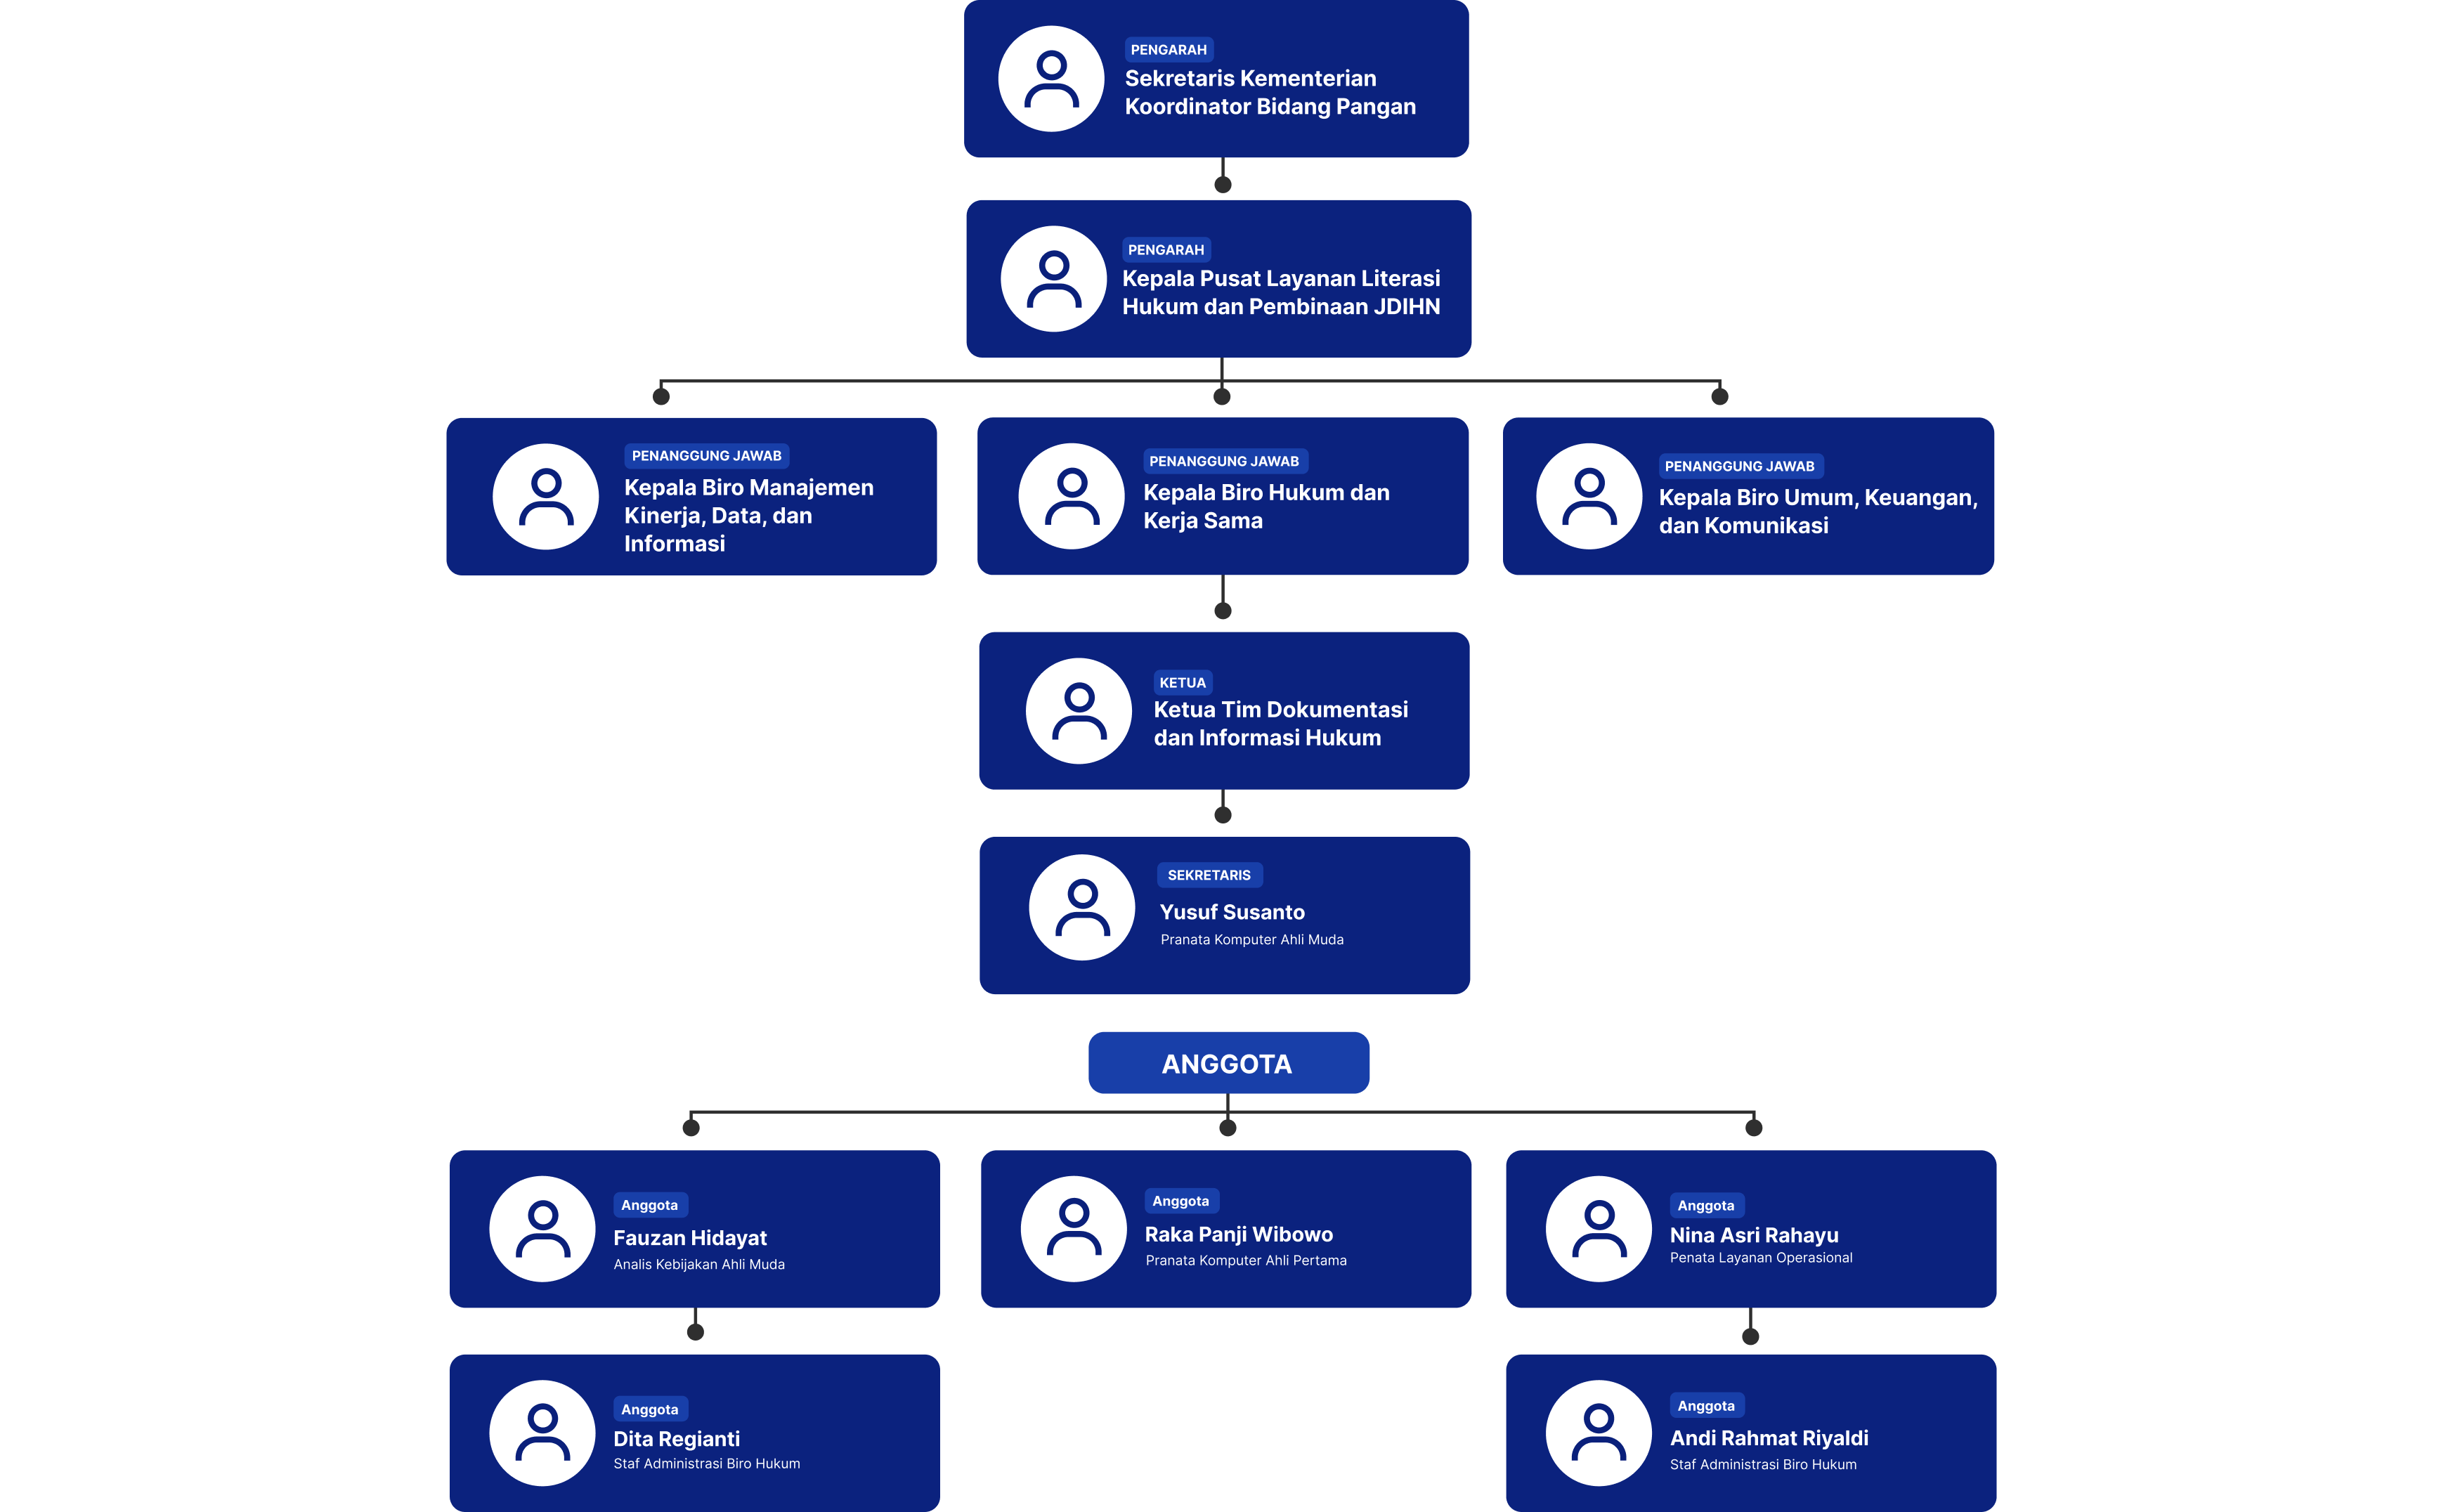 PENGARAH
Sekretaris Kementerian
Koordinator Bidang Pangan
PENGARAH
Kepala Pusat Layanan Literasi
Hukum dan Pembinaan JDIHN
PENANGGUNG JAWAB
Kepala Biro Manajemen
Kinerja, Data, dan
Informasi
PENANGGUNG JAWAB
Kepala Biro Hukum dan
Kerja Sama
PENANGGUNG JAWAB
Kepala Biro Umum, Keuangan,
dan Komunikasi
KETUA
Ketua Tim Dokumentasi
dan Informasi Hukum
SEKRETARIS
Yusuf Susanto
Pranata Komputer Ahli Muda
ANGGOTA
Anggota
Fauzan Hidayat
Analis Kebijakan Ahli Muda
Anggota
Raka Panji Wibowo
Pranata Komputer Ahli Pertama
Anggota
Nina Asri Rahayu
Penata Layanan Operasional
Anggota
Dita Regianti
Staf Administrasi Biro Hukum
Anggota
Andi Rahmat Riyaldi
Staf Administrasi Biro Hukum